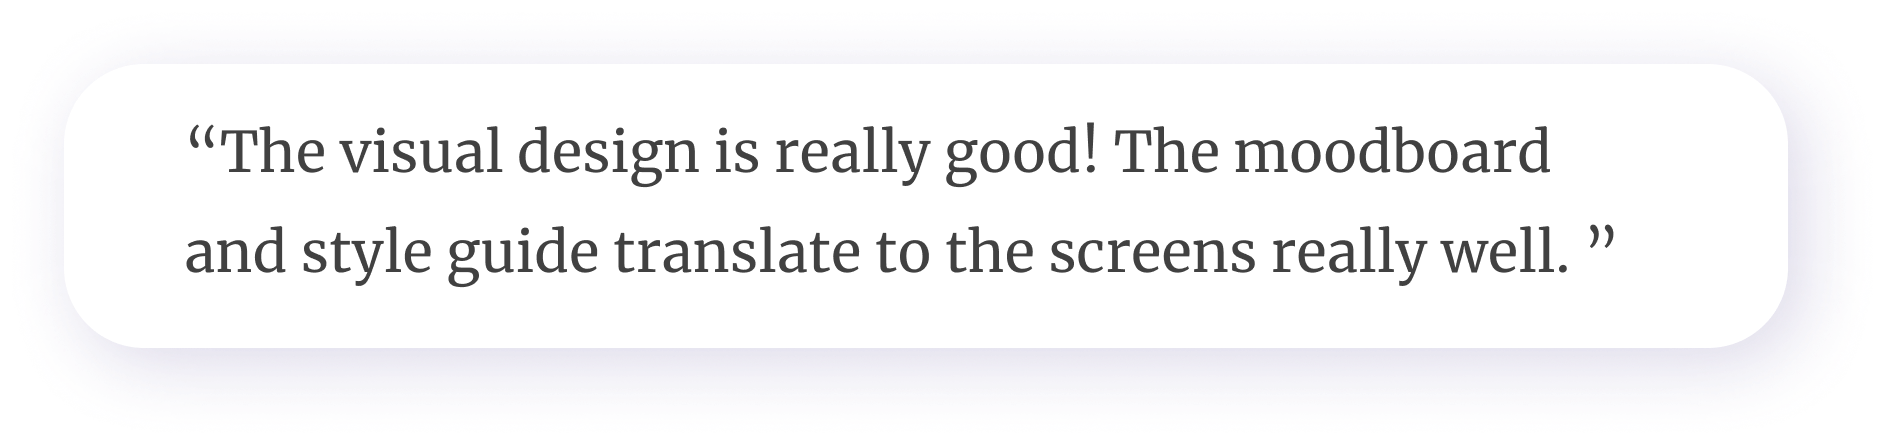 “The visual design is really good! The moodboard
and style guide translate to the screens really well. ”